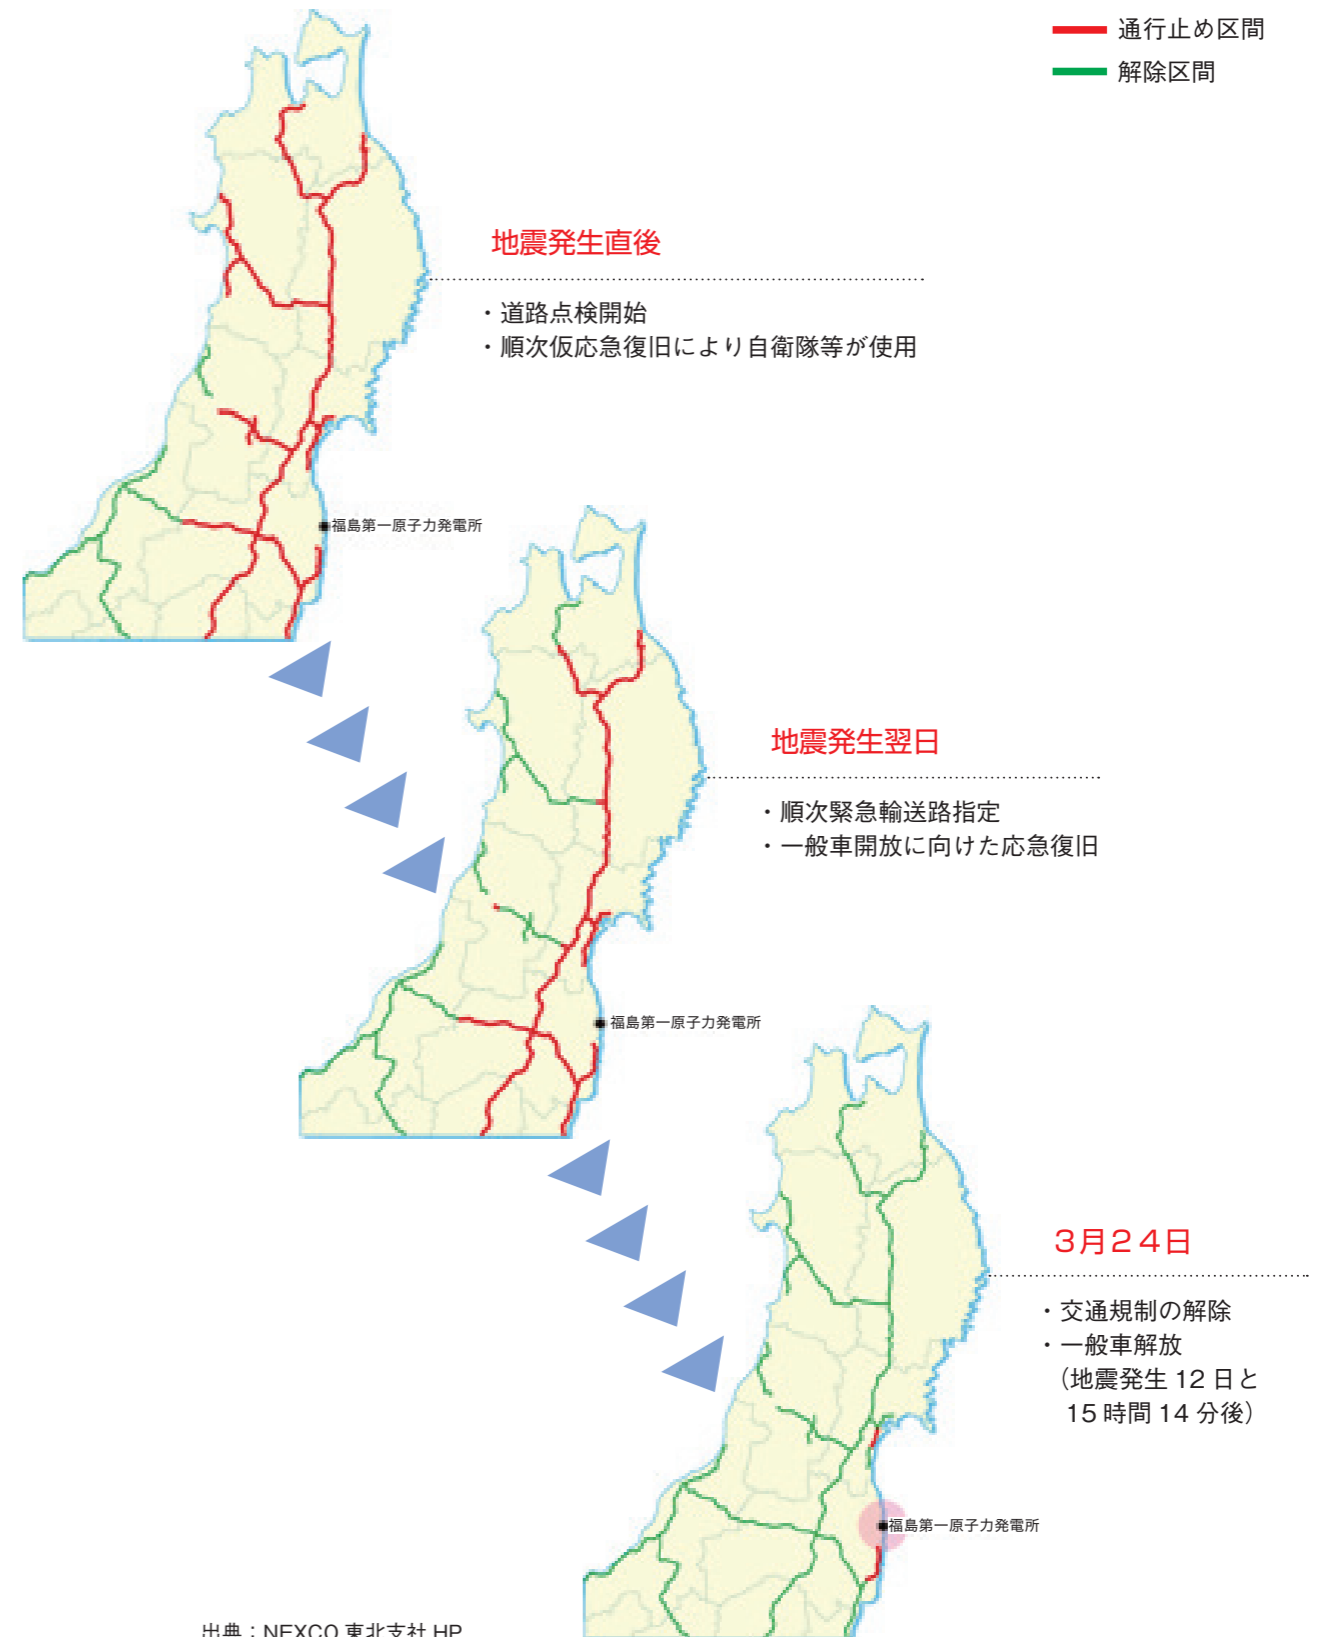 通行止め区間
解除区間
地震発生直後
・道路点検開始
・順次仮応急復旧により自衛隊等が使用
福島第一原子力発電所
地震発生翌日
・順次緊急輸送路指定
・一般車開放に向けた応急復旧
福島第一原子力発電所
3月24日
・交通規制の解除
・一般車解放
（地震発生 12 日と
15 時間 14 分後）
福島第一原子力発電所
出典：NEXCO 東北支社 HP